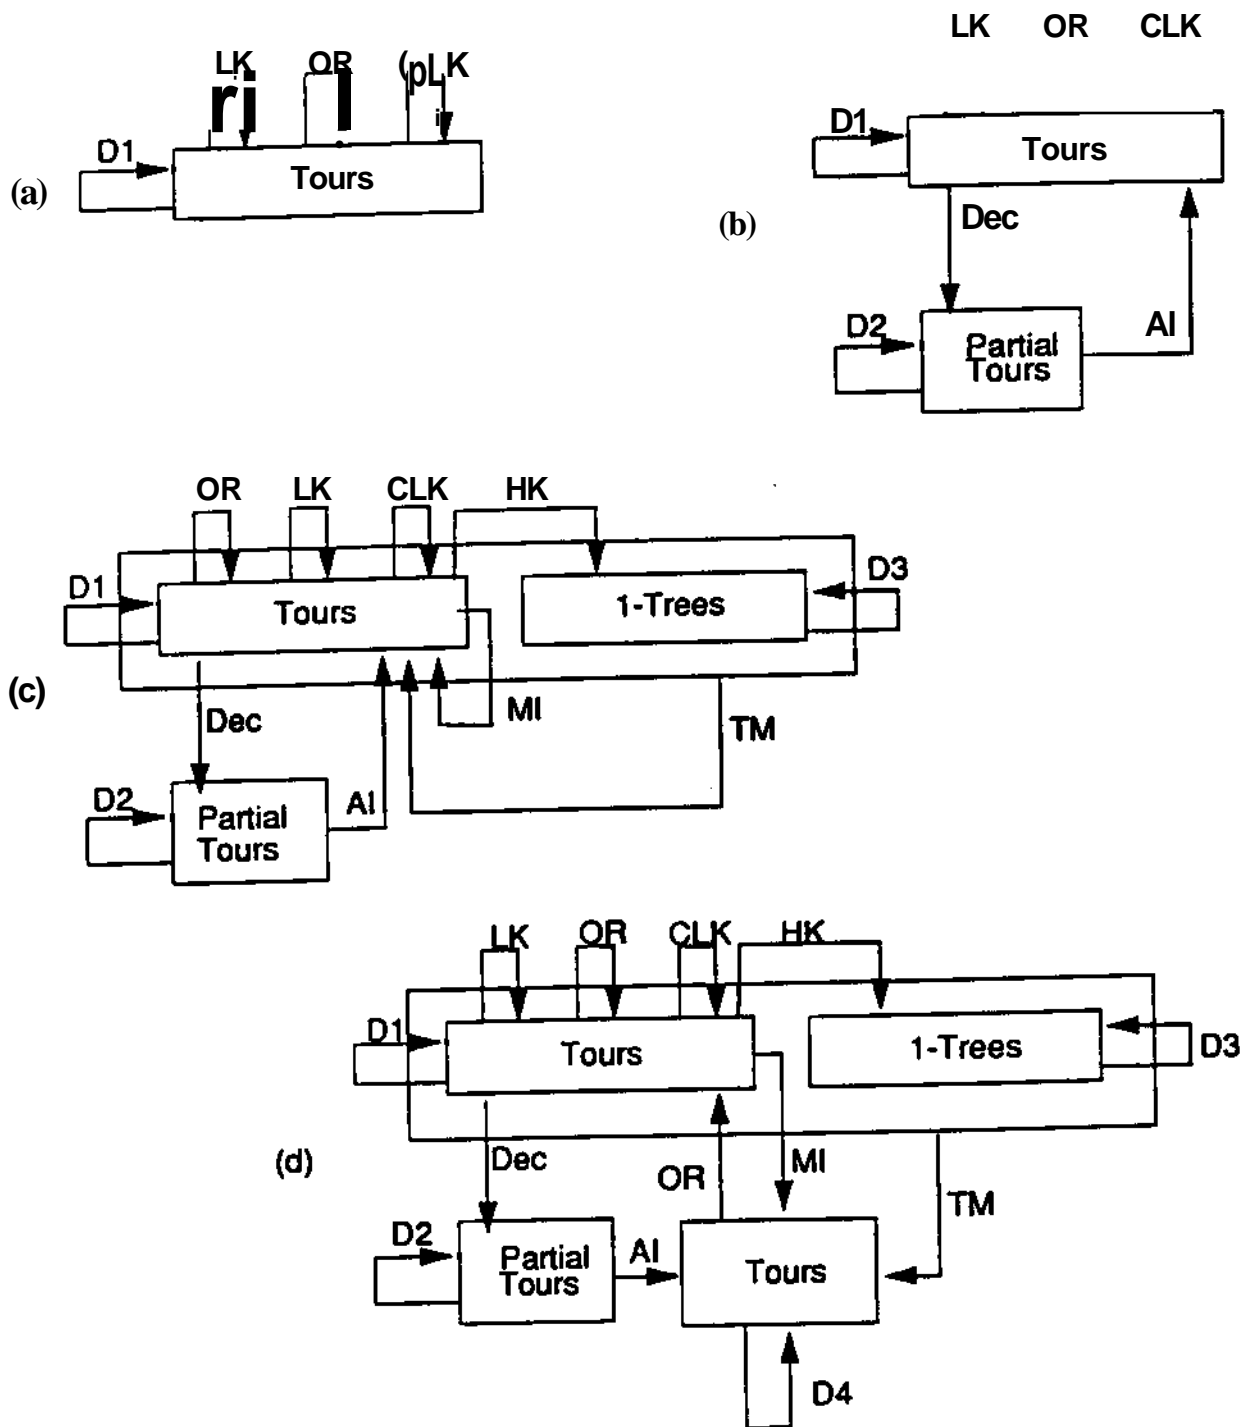 LK OR CLK
LK OR (pLK
ri l
i
D1
Tours
(a)
D1
Tours
(b)
Dec
D2
Partial
Tours
AI
OR LK CLK HK
D1
Tours
1-Trees
D3
(c)
Dec
MI
TM
D2
Partial
Tours
AI
LK OR CLK HK
D1
Tours
1-Trees
D3
(d)
Dec
OR
MI
TM
D2
Partial
Tours
AI
Tours
D4